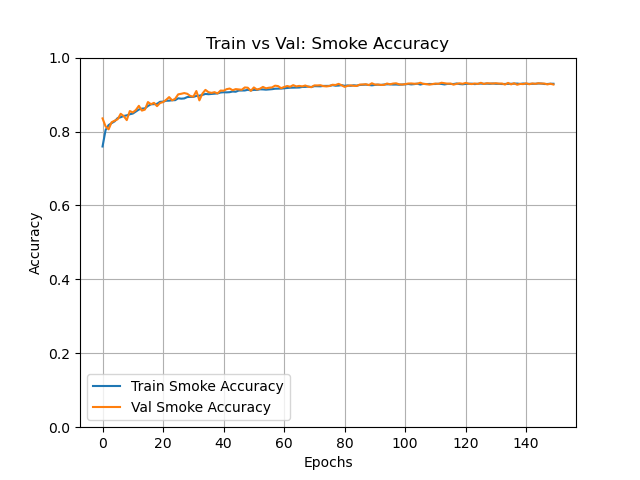 Train vs Val: Smoke Accuracy
1.0
0.8
0.6
0.4
0.2
0.0
Accuracy
Train Smoke Accuracy
Val Smoke Accuracy
0 20 40 60 80 100 120 140
Epochs